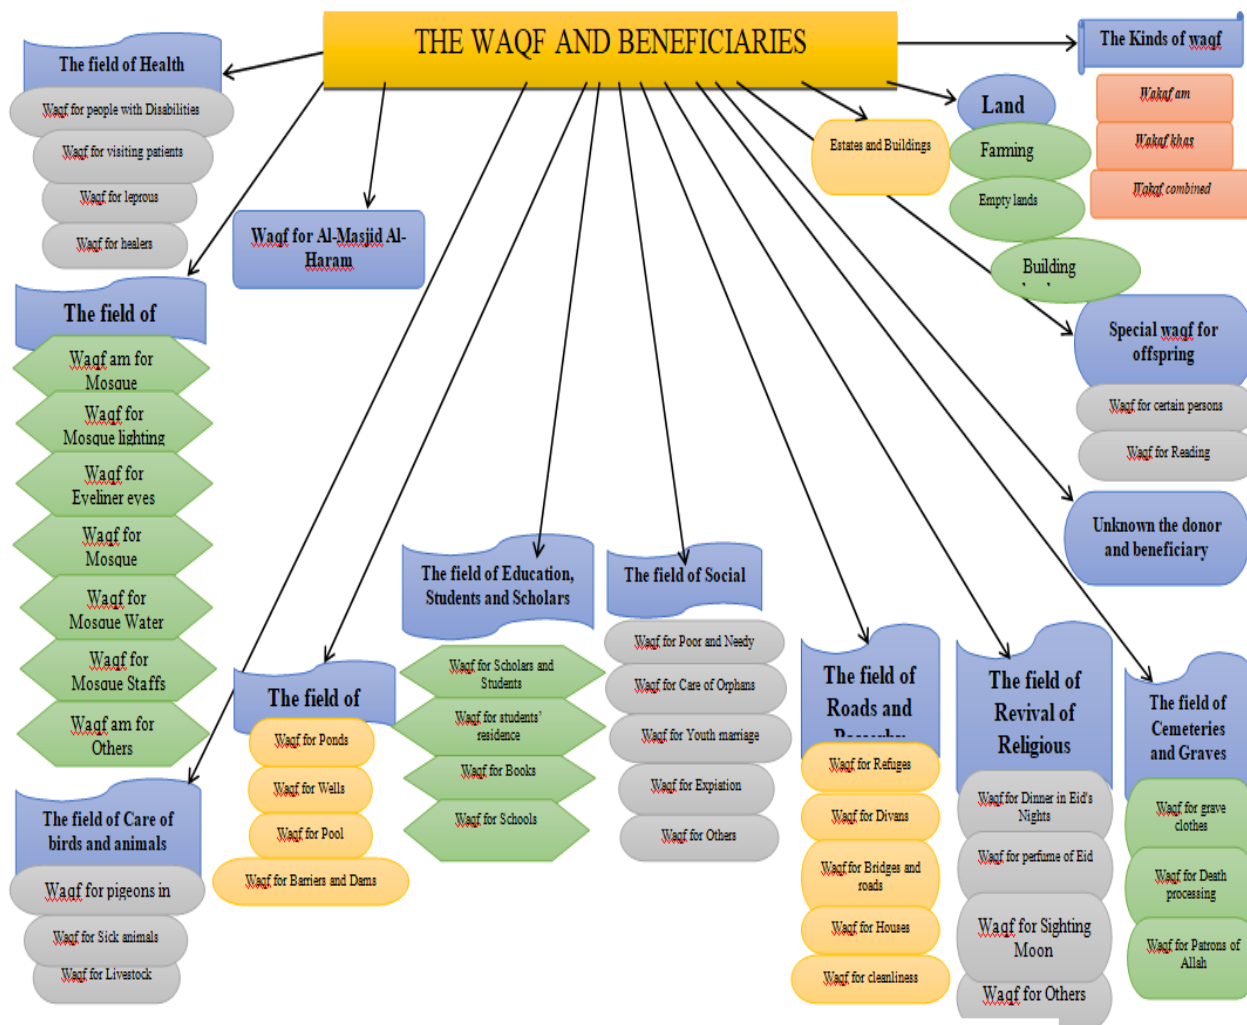 THE WAQF AND BENEFICIARIES
The Kinds of waqf
Wakaf am
Wakaf khas
Wakaf combined
The field of Health
Waqf for people with Disabilities
Waqf for visiting patients
Waqf for leprous
Waqf for healers
Waqf for Al-Masjid Al-
Haram
Estates and Buildings
Land
Farming
Empty lands
Building
Special waqf for
offspring
Waqf for certain persons
Waqf for Reading
Unknown the donor
and beneficiary
The field of
Waqf am for
Mosque
Waqf for
Mosque lighting
Waqf for
Eyeliner eyes
Waqf for
Mosque
Waqf for
Mosque Water
Waqf for
Mosque Staffs
Waqf am for
Others
The field of Care of
birds and animals
Waqf for pigeons in
Waqf for Sick animals
Waqf for Livestock
The field of
Waqf for Ponds
Waqf for Wells
Waqf for Pool
Waqf for Barriers and Dams
The field of Education,
Students and Scholars
Waqf for Scholars and
Students
Waqf for students'
residence
Waqf for Books
Waqf for Schools
The field of Social
Waqf for Poor and Needy
Waqf for Care of Orphans
Waqf for Youth marriage
Waqf for Expiation
Waqf for Others
The field of
Roads and
Waqf for Refuges
Waqf for Divans
Waqf for Bridges and
roads
Waqf for Houses
Waqf for cleanliness
The field of
Revival of
Religious
Waqf for Dinner in Eid's
Nights
Waqf for perfume of Eid
Waqf for Sighting
Moon
Waqf for Others
The field of
Cemeteries
and Graves
Waqf for grave
clothes
Waqf for Death
processing
Waqf for Patrons of
Allah